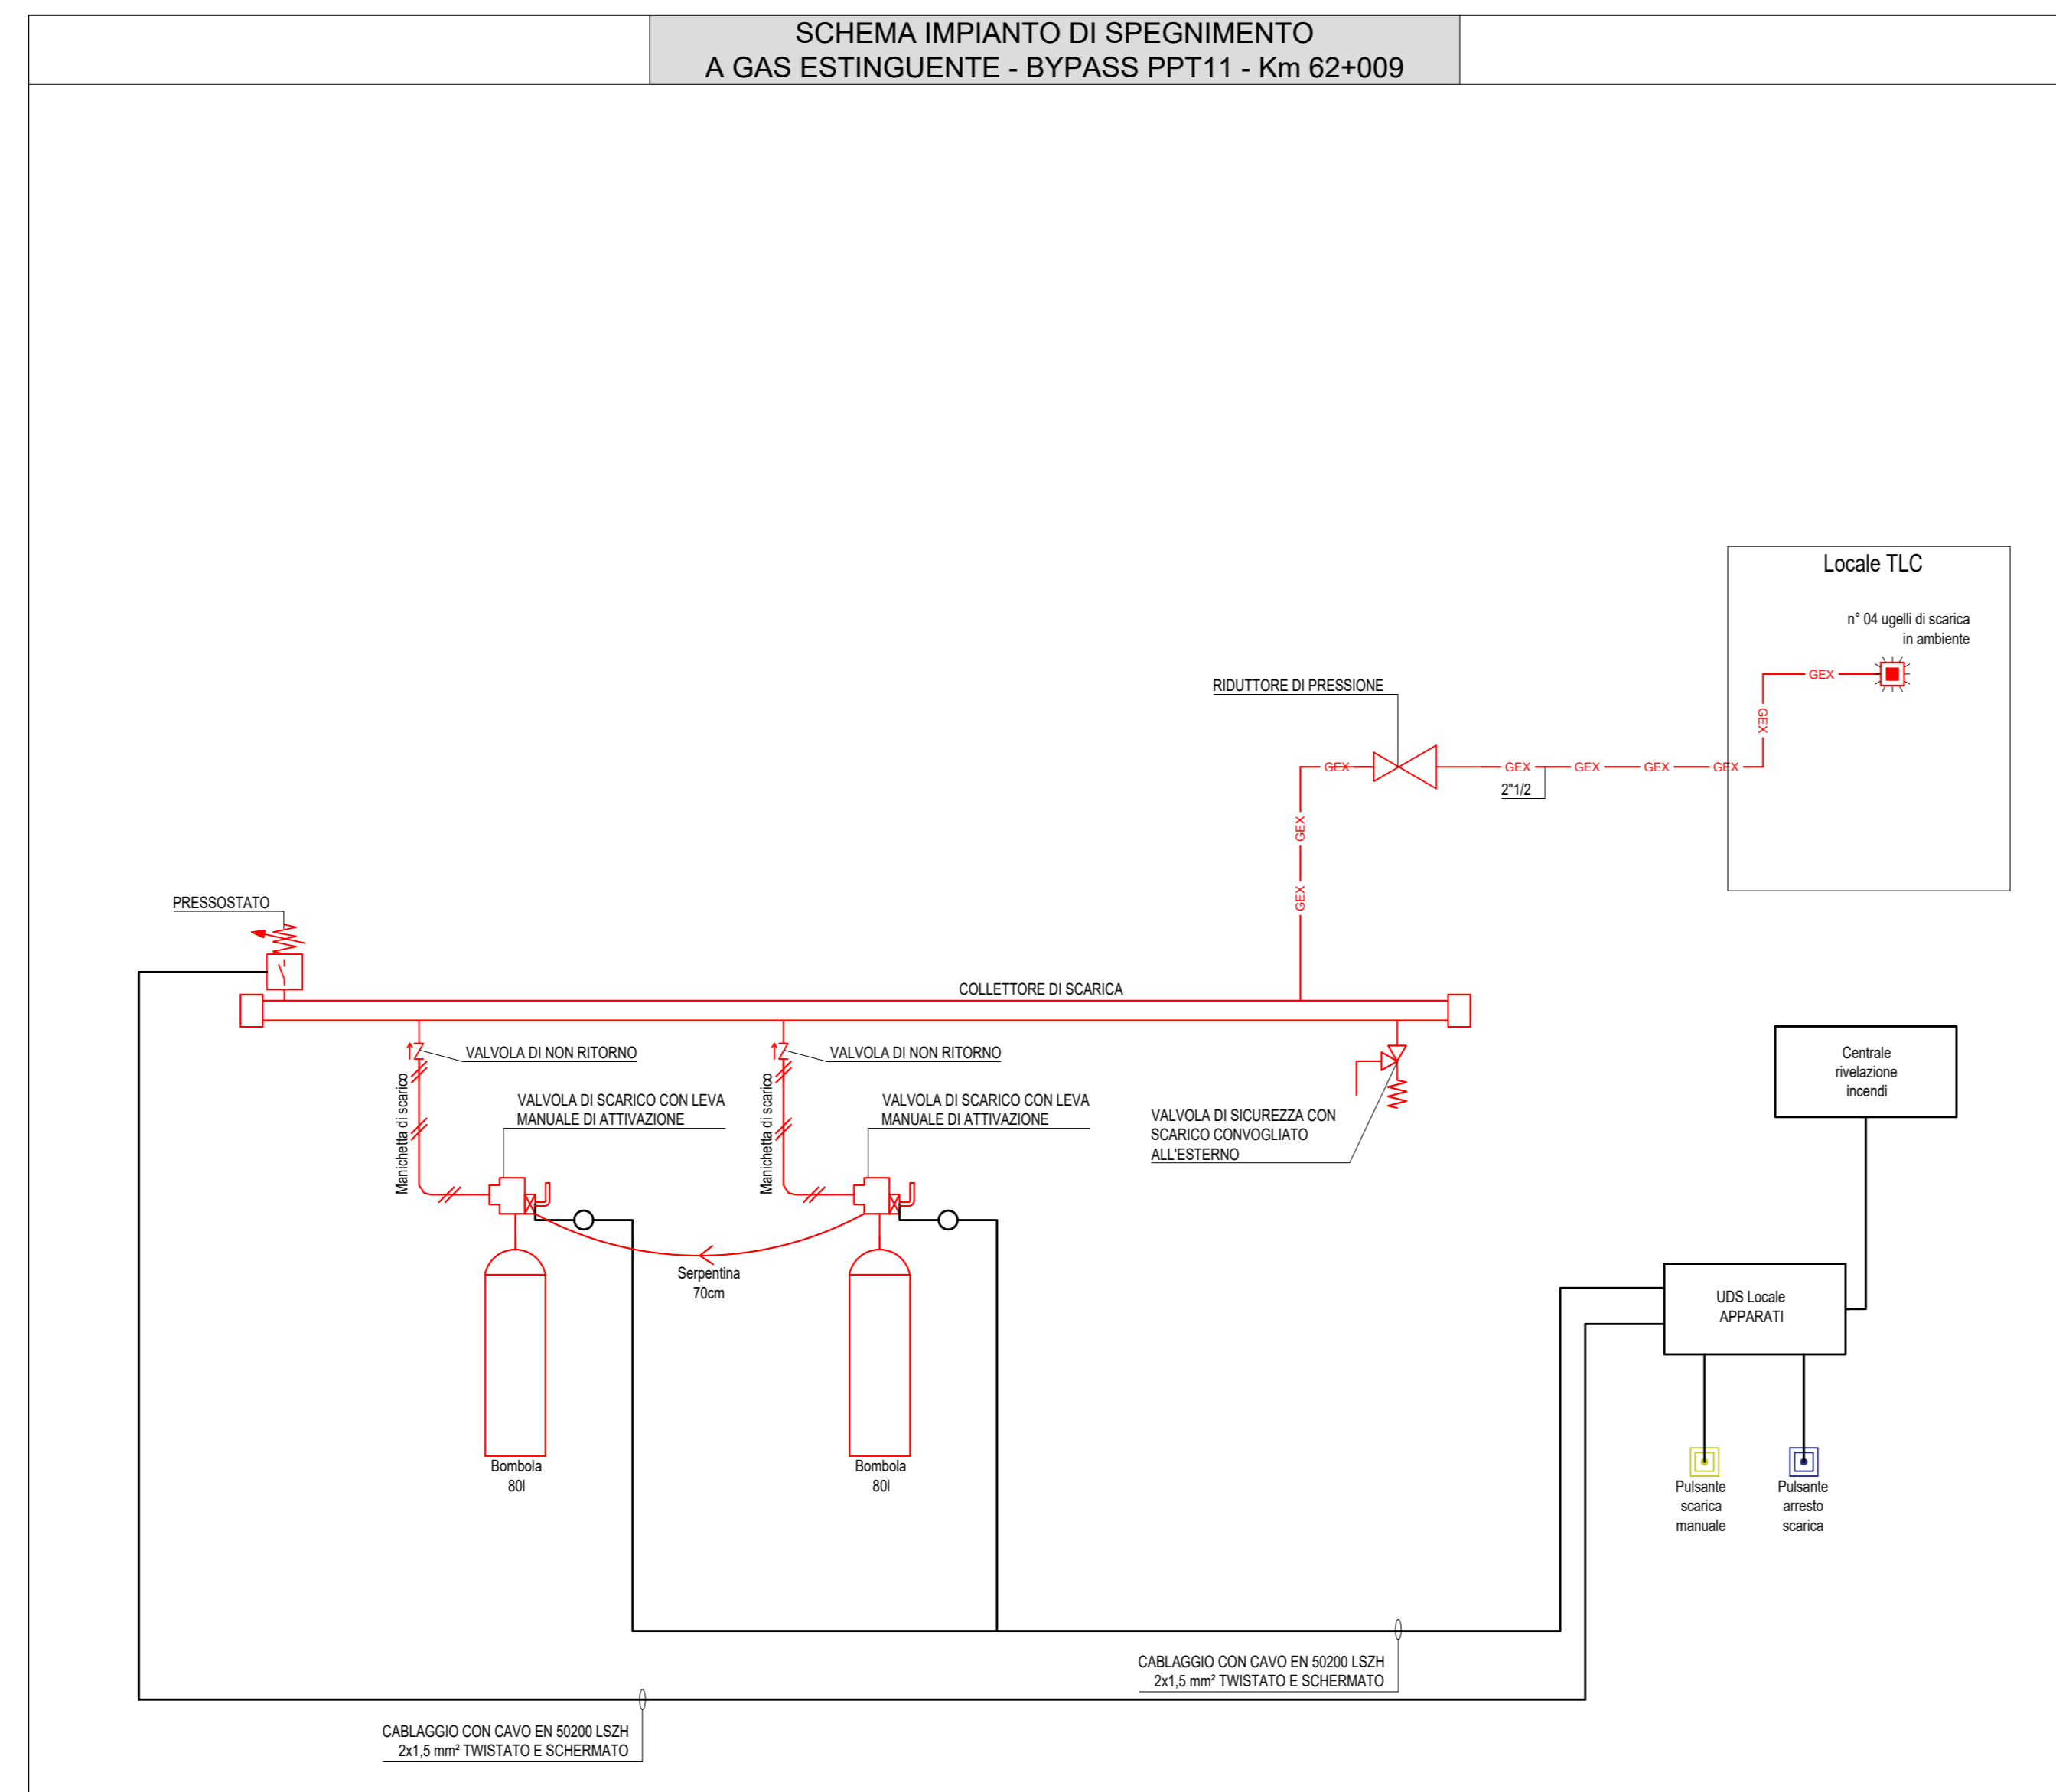 SCHEMA IMPIANTO DI SPEGNIMENTO
A GAS ESTINGUENTE - BYPASS PPT11 - Km 62+009
Locale TLC
n° 04 ugelli di scarica
in ambiente
GEX
GEX
RIDUTTORE DI PRESSIONE
GEX
GEX
GEX
GEX
GEX
2"1/2
GEX
GEX
PRESSOSTATO
COLLETTORE DI SCARICA
VALVOLA DI NON RITORNO
VALVOLA DI NON RITORNO
Manichetta di scarico
Manichetta di scarico
VALVOLA DI SCARICO CON LEVA
MANUALE DI ATTIVAZIONE
VALVOLA DI SCARICO CON LEVA
MANUALE DI ATTIVAZIONE
VALVOLA DI SICUREZZA CON
SCARICO CONVOGLIATO
ALL'ESTERNO
Centrale
rivelazione
incendi
Serpentina
70cm
UDS Locale
APPARATI
Bombola
80l
Bombola
80l
Pulsante
scarica
manuale
Pulsante
arresto
scarica
CABLAGGIO CON CAVO EN 50200 LSZH
2x1,5 mm² TWISTATO E SCHERMATO
CABLAGGIO CON CAVO EN 50200 LSZH
2x1,5 mm² TWISTATO E SCHERMATO